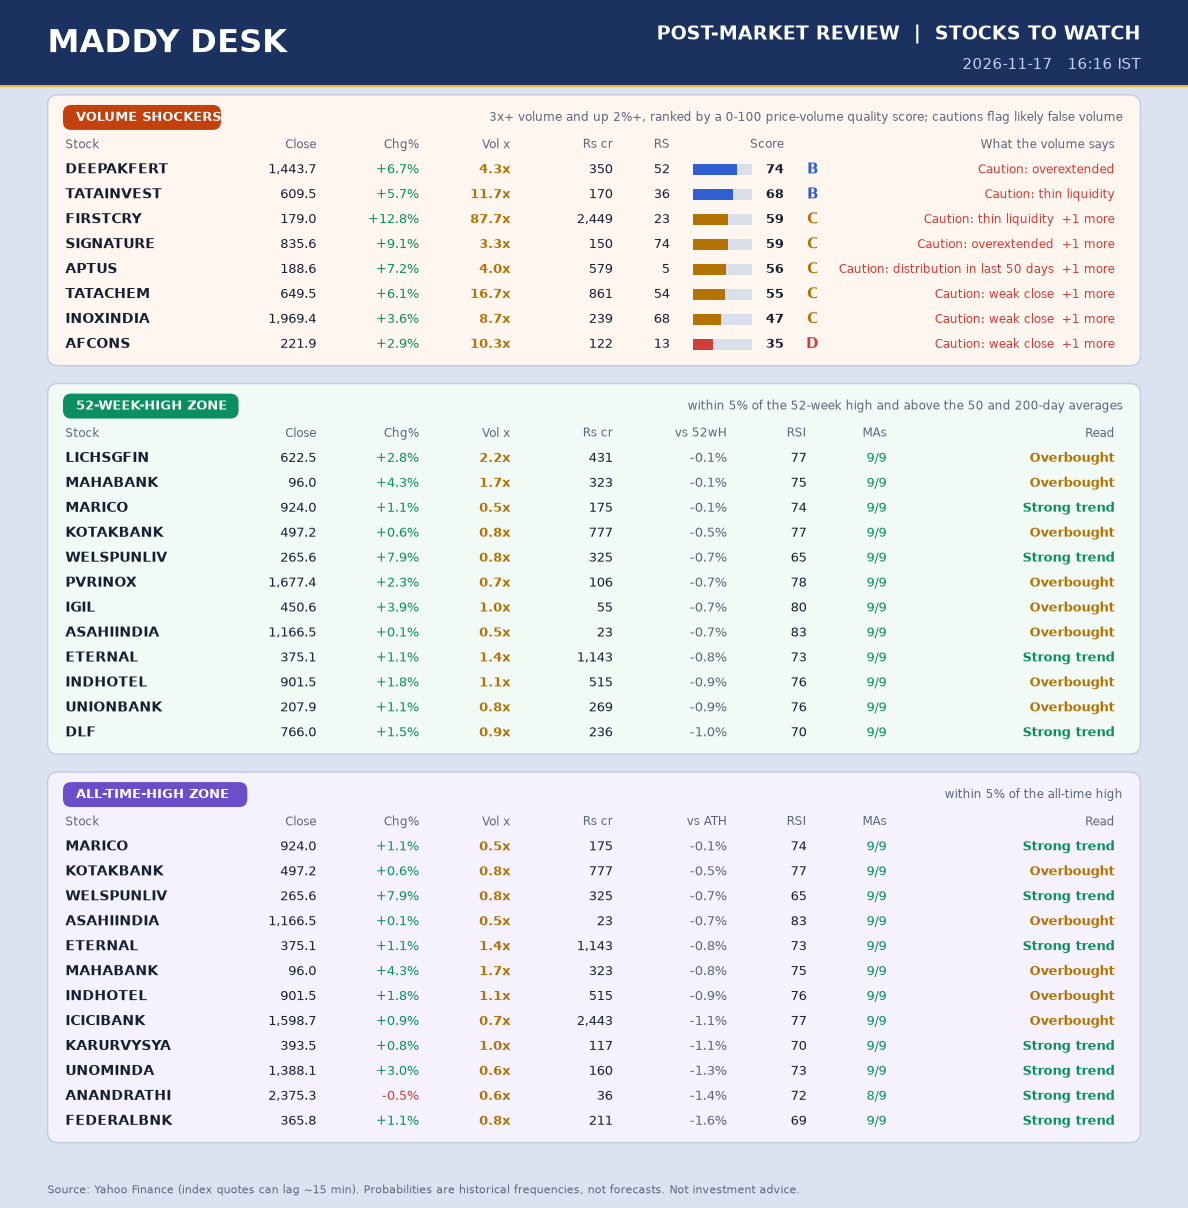 MADDY DESK
POST-MARKET REVIEW | STOCKS TO WATCH
2026-11-17 16:16 IST
VOLUME SHOCKERS
3x+ volume and up 2%+, ranked by a 0-100 price-volume quality score; cautions flag likely false volume
Stock Close Chg% Vol x Rs cr RS Score What the volume says
DEEPAKFERT 1,443.7 +6.7% 4.3x 350 52 74 B Caution: overextended
TATAINVEST 609.5 +5.7% 11.7x 170 36 68 B Caution: thin liquidity
FIRSTCRY 179.0 +12.8% 87.7x 2,449 23 59 C Caution: thin liquidity +1 more
SIGNATURE 835.6 +9.1% 3.3x 150 74 59 C Caution: overextended +1 more
APTUS 188.6 +7.2% 4.0x 579 5 56 C Caution: distribution in last 50 days +1 more
TATACHEM 649.5 +6.1% 16.7x 861 54 55 C Caution: weak close +1 more
INOXINDIA 1,969.4 +3.6% 8.7x 239 68 47 C Caution: weak close +1 more
AFCONS 221.9 +2.9% 10.3x 122 13 35 D Caution: weak close +1 more
52-WEEK-HIGH ZONE
within 5% of the 52-week high and above the 50 and 200-day averages
Stock Close Chg% Vol x Rs cr vs 52wH RSI MAs Read
LICHSGFIN 622.5 +2.8% 2.2x 431 -0.1% 77 9/9 Overbought
MAHABANK 96.0 +4.3% 1.7x 323 -0.1% 75 9/9 Overbought
MARICO 924.0 +1.1% 0.5x 175 -0.1% 74 9/9 Strong trend
KOTAKBANK 497.2 +0.6% 0.8x 777 -0.5% 77 9/9 Overbought
WELSPUNLIV 265.6 +7.9% 0.8x 325 -0.7% 65 9/9 Strong trend
PVRINOX 1,677.4 +2.3% 0.7x 106 -0.7% 78 9/9 Overbought
IGIL 450.6 +3.9% 1.0x 55 -0.7% 80 9/9 Overbought
ASAHIINDIA 1,166.5 +0.1% 0.5x 23 -0.7% 83 9/9 Overbought
ETERNAL 375.1 +1.1% 1.4x 1,143 -0.8% 73 9/9 Strong trend
INDHOTEL 901.5 +1.8% 1.1x 515 -0.9% 76 9/9 Overbought
UNIONBANK 207.9 +1.1% 0.8x 269 -0.9% 76 9/9 Overbought
DLF 766.0 +1.5% 0.9x 236 -1.0% 70 9/9 Strong trend
ALL-TIME-HIGH ZONE
within 5% of the all-time high
Stock Close Chg% Vol x Rs cr vs ATH RSI MAs Read
MARICO 924.0 +1.1% 0.5x 175 -0.1% 74 9/9 Strong trend
KOTAKBANK 497.2 +0.6% 0.8x 777 -0.5% 77 9/9 Overbought
WELSPUNLIV 265.6 +7.9% 0.8x 325 -0.7% 65 9/9 Strong trend
ASAHIINDIA 1,166.5 +0.1% 0.5x 23 -0.7% 83 9/9 Overbought
ETERNAL 375.1 +1.1% 1.4x 1,143 -0.8% 73 9/9 Strong trend
MAHABANK 96.0 +4.3% 1.7x 323 -0.8% 75 9/9 Overbought
INDHOTEL 901.5 +1.8% 1.1x 515 -0.9% 76 9/9 Overbought
ICICIBANK 1,598.7 +0.9% 0.7x 2,443 -1.1% 77 9/9 Overbought
KARURVYSYA 393.5 +0.8% 1.0x 117 -1.1% 70 9/9 Strong trend
UNOMINDA 1,388.1 +3.0% 0.6x 160 -1.3% 73 9/9 Strong trend
ANANDRATHI 2,375.3 -0.5% 0.6x 36 -1.4% 72 8/9 Strong trend
FEDERALBNK 365.8 +1.1% 0.8x 211 -1.6% 69 9/9 Strong trend
Source: Yahoo Finance (index quotes can lag ~15 min). Probabilities are historical frequencies, not forecasts. Not investment advice.